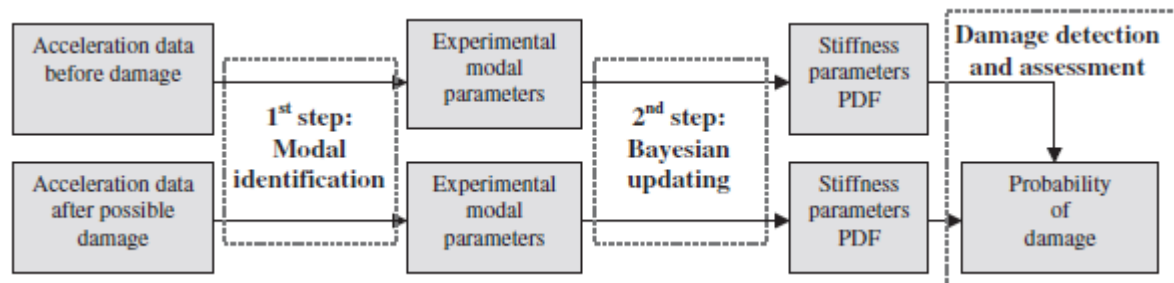 Acceleration data
before damage
1st step:
Modal
identification
Experimental
modal
parameters
2nd step:
Bayesian
updating
Stiffness
parameters
PDF
Damage detection
and assessment
Acceleration data
after possible
damage
Experimental
modal
parameters
Stiffness
parameters
PDF
Probability
of
damage